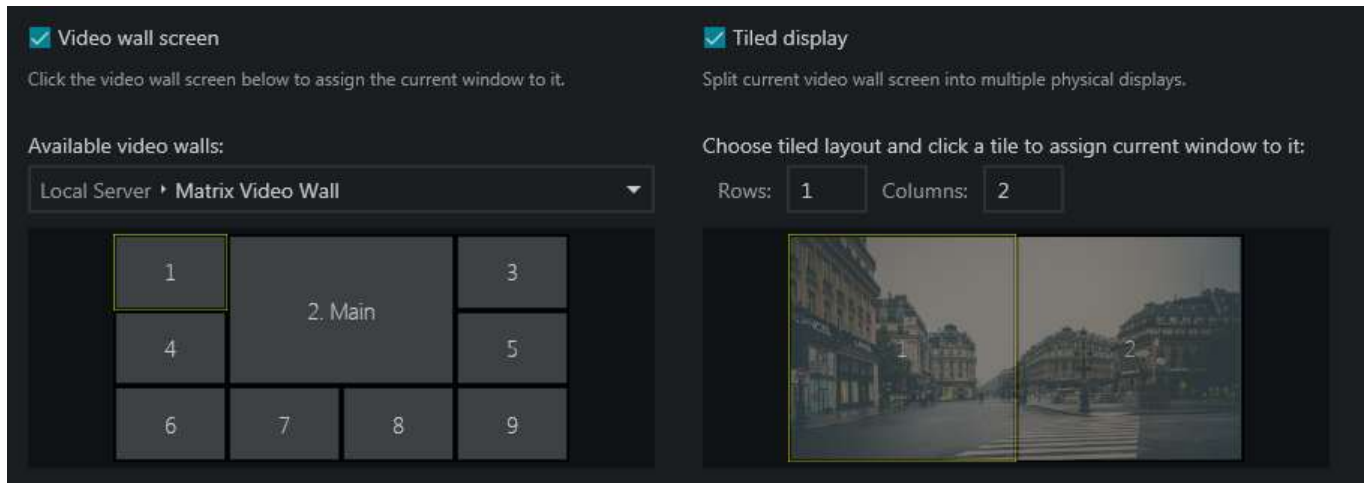 Video wall screen
Click the video wall screen below to assign the current window to it.
Available video walls:
Local Server ‣ Matrix Video Wall
1
2. Main
3
4
5
6
7
8
9
Tiled display
Split current video wall screen into multiple physical displays.
Choose tiled layout and click a tile to assign current window to it:
Rows: 1 Columns: 2
1
2